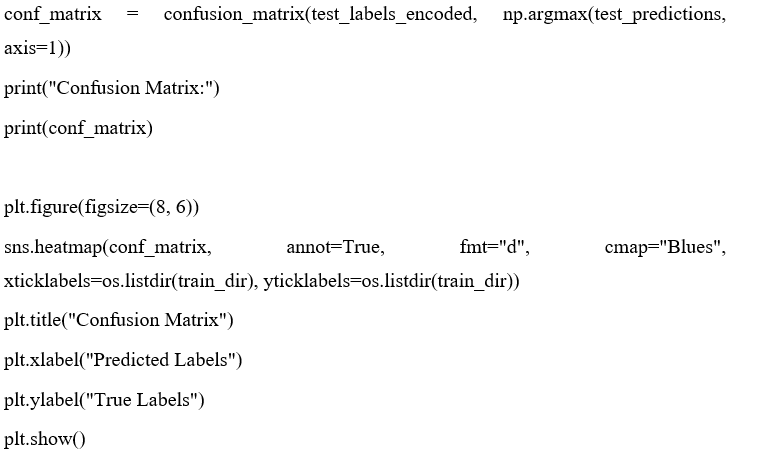 conf_matrix = confusion_matrix(test_labels_encoded, np.argmax(test_predictions,
axis=1))
print("Confusion Matrix:")
print(conf_matrix)
plt.figure(figsize=(8, 6))
sns.heatmap(conf_matrix, annot=True, fmt="d", cmap="Blues",
xticklabels=os.listdir(train_dir), yticklabels=os.listdir(train_dir))
plt.title("Confusion Matrix")
plt.xlabel("Predicted Labels")
plt.ylabel("True Labels")
plt.show()